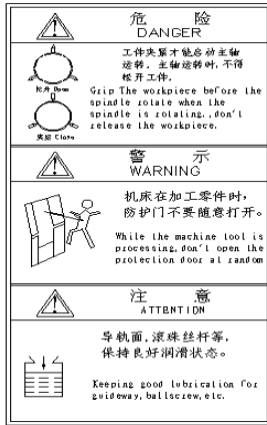 危 险
DANGER
工件夹紧才能启动主轴
运转。主轴运转时，不得
松开工件。
松开 Open
Grip The workpiece before the
spindle rotate when the
spindle is rotating,.don't
release the workpiece.
夹紧 Close
警 示
WARNING
机床在加工零件时，
防护门不要随意打开。
While the machine tool is
processing,don't open the
protection door at random
注 意
ATTENTION
导轨面,滚珠丝杆等，
保持良好润滑状态。
Keeping good lubrication for
guideway,ballscrew,etc.